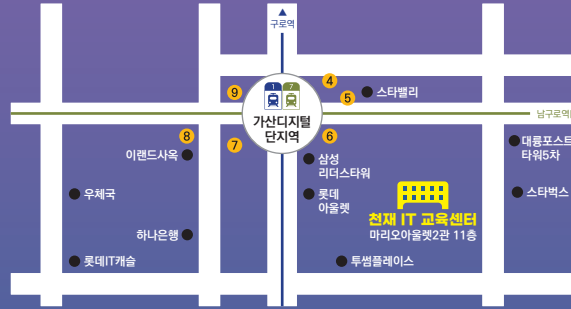 구로역
4
9
1
7
5
스타밸리
가산디지털
단지역
남구로역
8
7
6
이랜드사옥
삼성
리더스타워
대륭포스트
타워5차
우체국
롯데
아울렛
스타벅스
천재 IT 교육센터
마리오아울렛2관 11층
하나은행
롯데IT캐슬
투썸플레이스